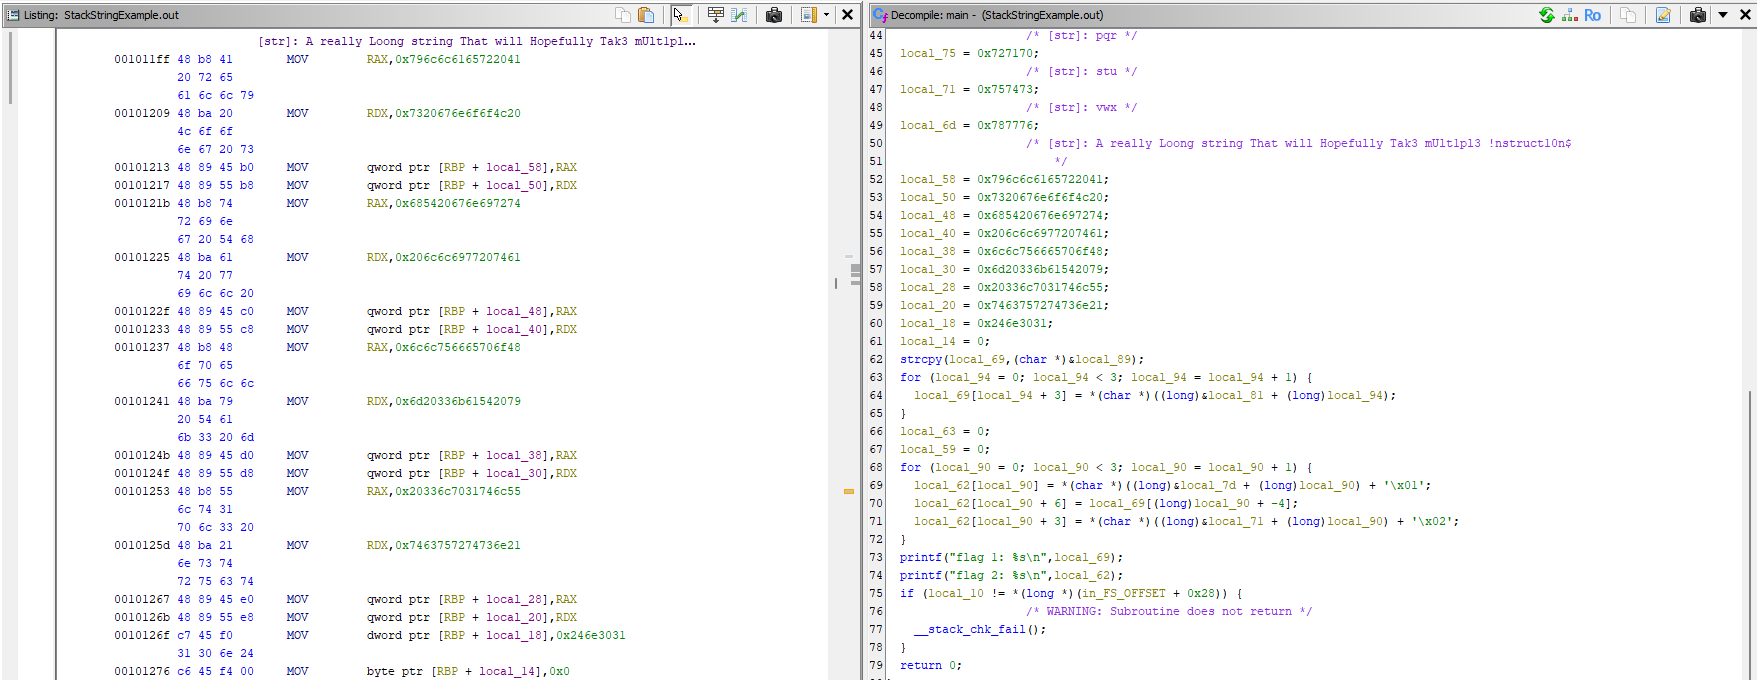 Listing: StackStringExample.out
[str]: A really Loong string That will Hopefully Tak3 mUlt1pl...
001011ff 48 b8 41 MOV RAX,0x796c6c6165722041
20 72 65
61 6c 6c 79
00101209 48 ba 20 MOV RDX,0x7320676e6f6f4c20
4c 6f 6f
6e 67 20 73
00101213 48 89 45 b0 MOV qword ptr [RBP + local_58],RAX
00101217 48 89 55 b8 MOV qword ptr [RBP + local_50],RDX
0010121b 48 b8 74 MOV RAX,0x685420676e697274
72 69 6e
67 20 54 68
00101225 48 ba 61 MOV RDX,0x206c6c6977207461
74 20 77
69 6c 6c 20
0010122f 48 89 45 c0 MOV qword ptr [RBP + local_48],RAX
00101233 48 89 55 c8 MOV qword ptr [RBP + local_40],RDX
00101237 48 b8 48 MOV RAX,0x6c6c756665706f48
6f 70 65
66 75 6c 6c
00101241 48 ba 79 MOV RDX,0x6d20336b61542079
20 54 61
6b 33 20 6d
0010124b 48 89 45 d0 MOV qword ptr [RBP + local_38],RAX
0010124f 48 89 55 d8 MOV qword ptr [RBP + local_30],RDX
00101253 48 b8 55 MOV RAX,0x20336c7031746c55
6c 74 31
70 6c 33 20
0010125d 48 ba 21 MOV RDX,0x7463757274736e21
6e 73 74
72 75 63 74
00101267 48 89 45 e0 MOV qword ptr [RBP + local_28],RAX
0010126b 48 89 55 e8 MOV qword ptr [RBP + local_20],RDX
0010126f c7 45 f0 MOV dword ptr [RBP + local_18],0x246e3031
31 30 6e 24
00101276 c6 45 f4 00 MOV byte ptr [RBP + local_14],0x0
Decompile: main - (StackStringExample.out)
Ro
44 /* [str]: pqr */
45 local_75 = 0x727170;
46 /* [str]: stu */
47 local_71 = 0x757473;
48 /* [str]: vwx */
49 local_6d = 0x787776;
50 /* [str]: A really Loong string That will Hopefully Tak3 mUlt1pl3 !nstruct10n$
51 */
52 local_58 = 0x796c6c6165722041;
53 local_50 = 0x7320676e6f6f4c20;
54 local_48 = 0x685420676e697274;
55 local_40 = 0x206c6c6977207461;
56 local_38 = 0x6c6c756665706f48;
57 local_30 = 0x6d20336b61542079;
58 local_28 = 0x20336c7031746c55;
59 local_20 = 0x7463757274736e21;
60 local_18 = 0x246e3031;
61 local_14 = 0;
62 strcpy(local_69,(char *)&local_89);
63 for (local_94 = 0; local_94 < 3; local_94 = local_94 + 1) {
64 local_69[local_94 + 3] = *(char *)((long)&local_81 + (long)local_94);
65 }
66 local_63 = 0;
67 local_59 = 0;
68 for (local_90 = 0; local_90 < 3; local_90 = local_90 + 1) {
69 local_62[local_90] = *(char *)((long)&local_7d + (long)local_90) + '\x01';
70 local_62[local_90 + 6] = local_69[(long)local_90 + -4];
71 local_62[local_90 + 3] = *(char *)((long)&local_71 + (long)local_90) + '\x02';
72 }
73 printf("flag 1: %s\n",local_69);
74 printf("flag 2: %s\n",local_62);
75 if (local_10 != *(long *)(in_FS_OFFSET + 0x28)) {
76 /* WARNING: Subroutine does not return */
77 __stack_chk_fail();
78 }
79 return 0;